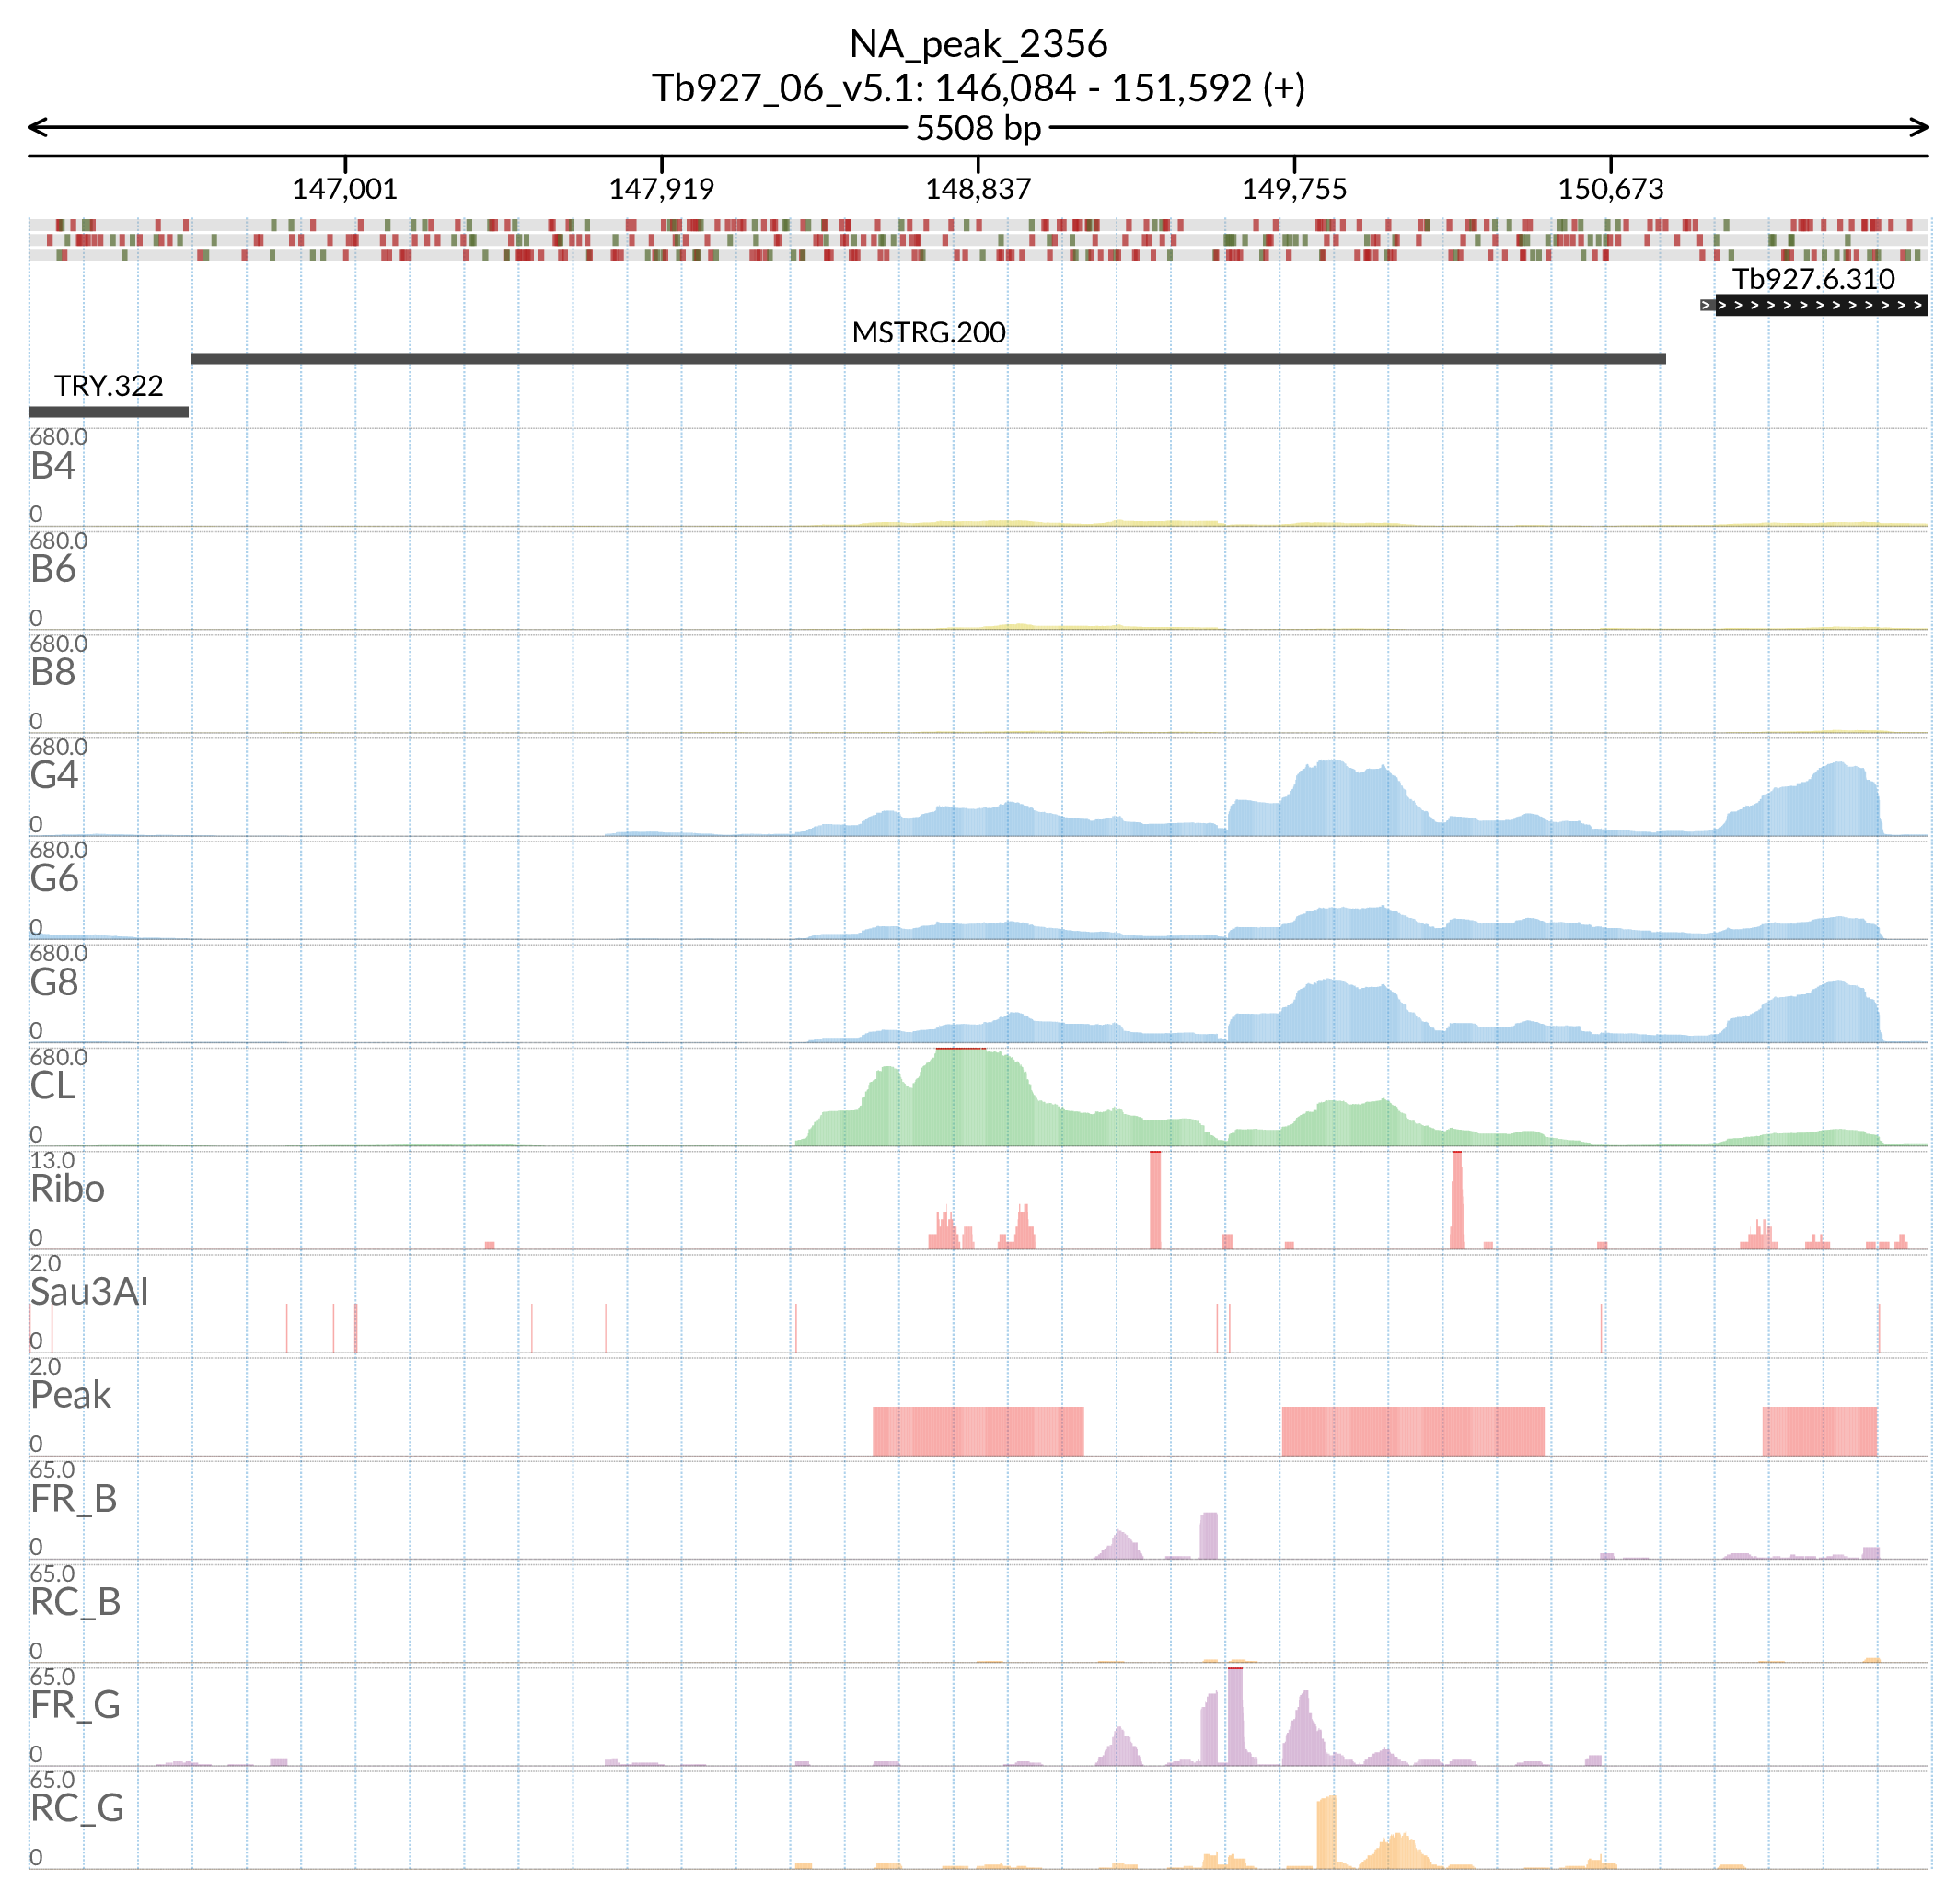 NA_peak_2356
Tb927_06_v5.1: 146,084 - 151,592 (+)
5508 bp
147,001 147,919 148,837 149,755 150,673
Tb927.6.310
MSTRG.200
TRY.322
680.0
B4
0
680.0
B6
0
680.0
B8
0
680.0
G4
0
680.0
G6
0
680.0
G8
0
680.0
CL
0
13.0
Ribo
0
2.0
Sau3AI
0
2.0
Peak
0
65.0
FR_B
0
65.0
RC_B
0
65.0
FR_G
0
65.0
RC_G
0